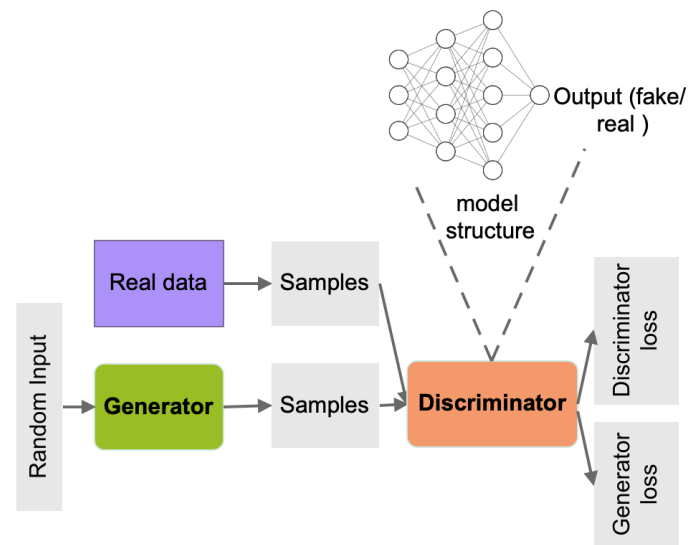 Output (fake/
real )
model
structure
Real data
Samples
Random Input
Generator
Samples
Discriminator
Discriminator
loss
Generator
loss